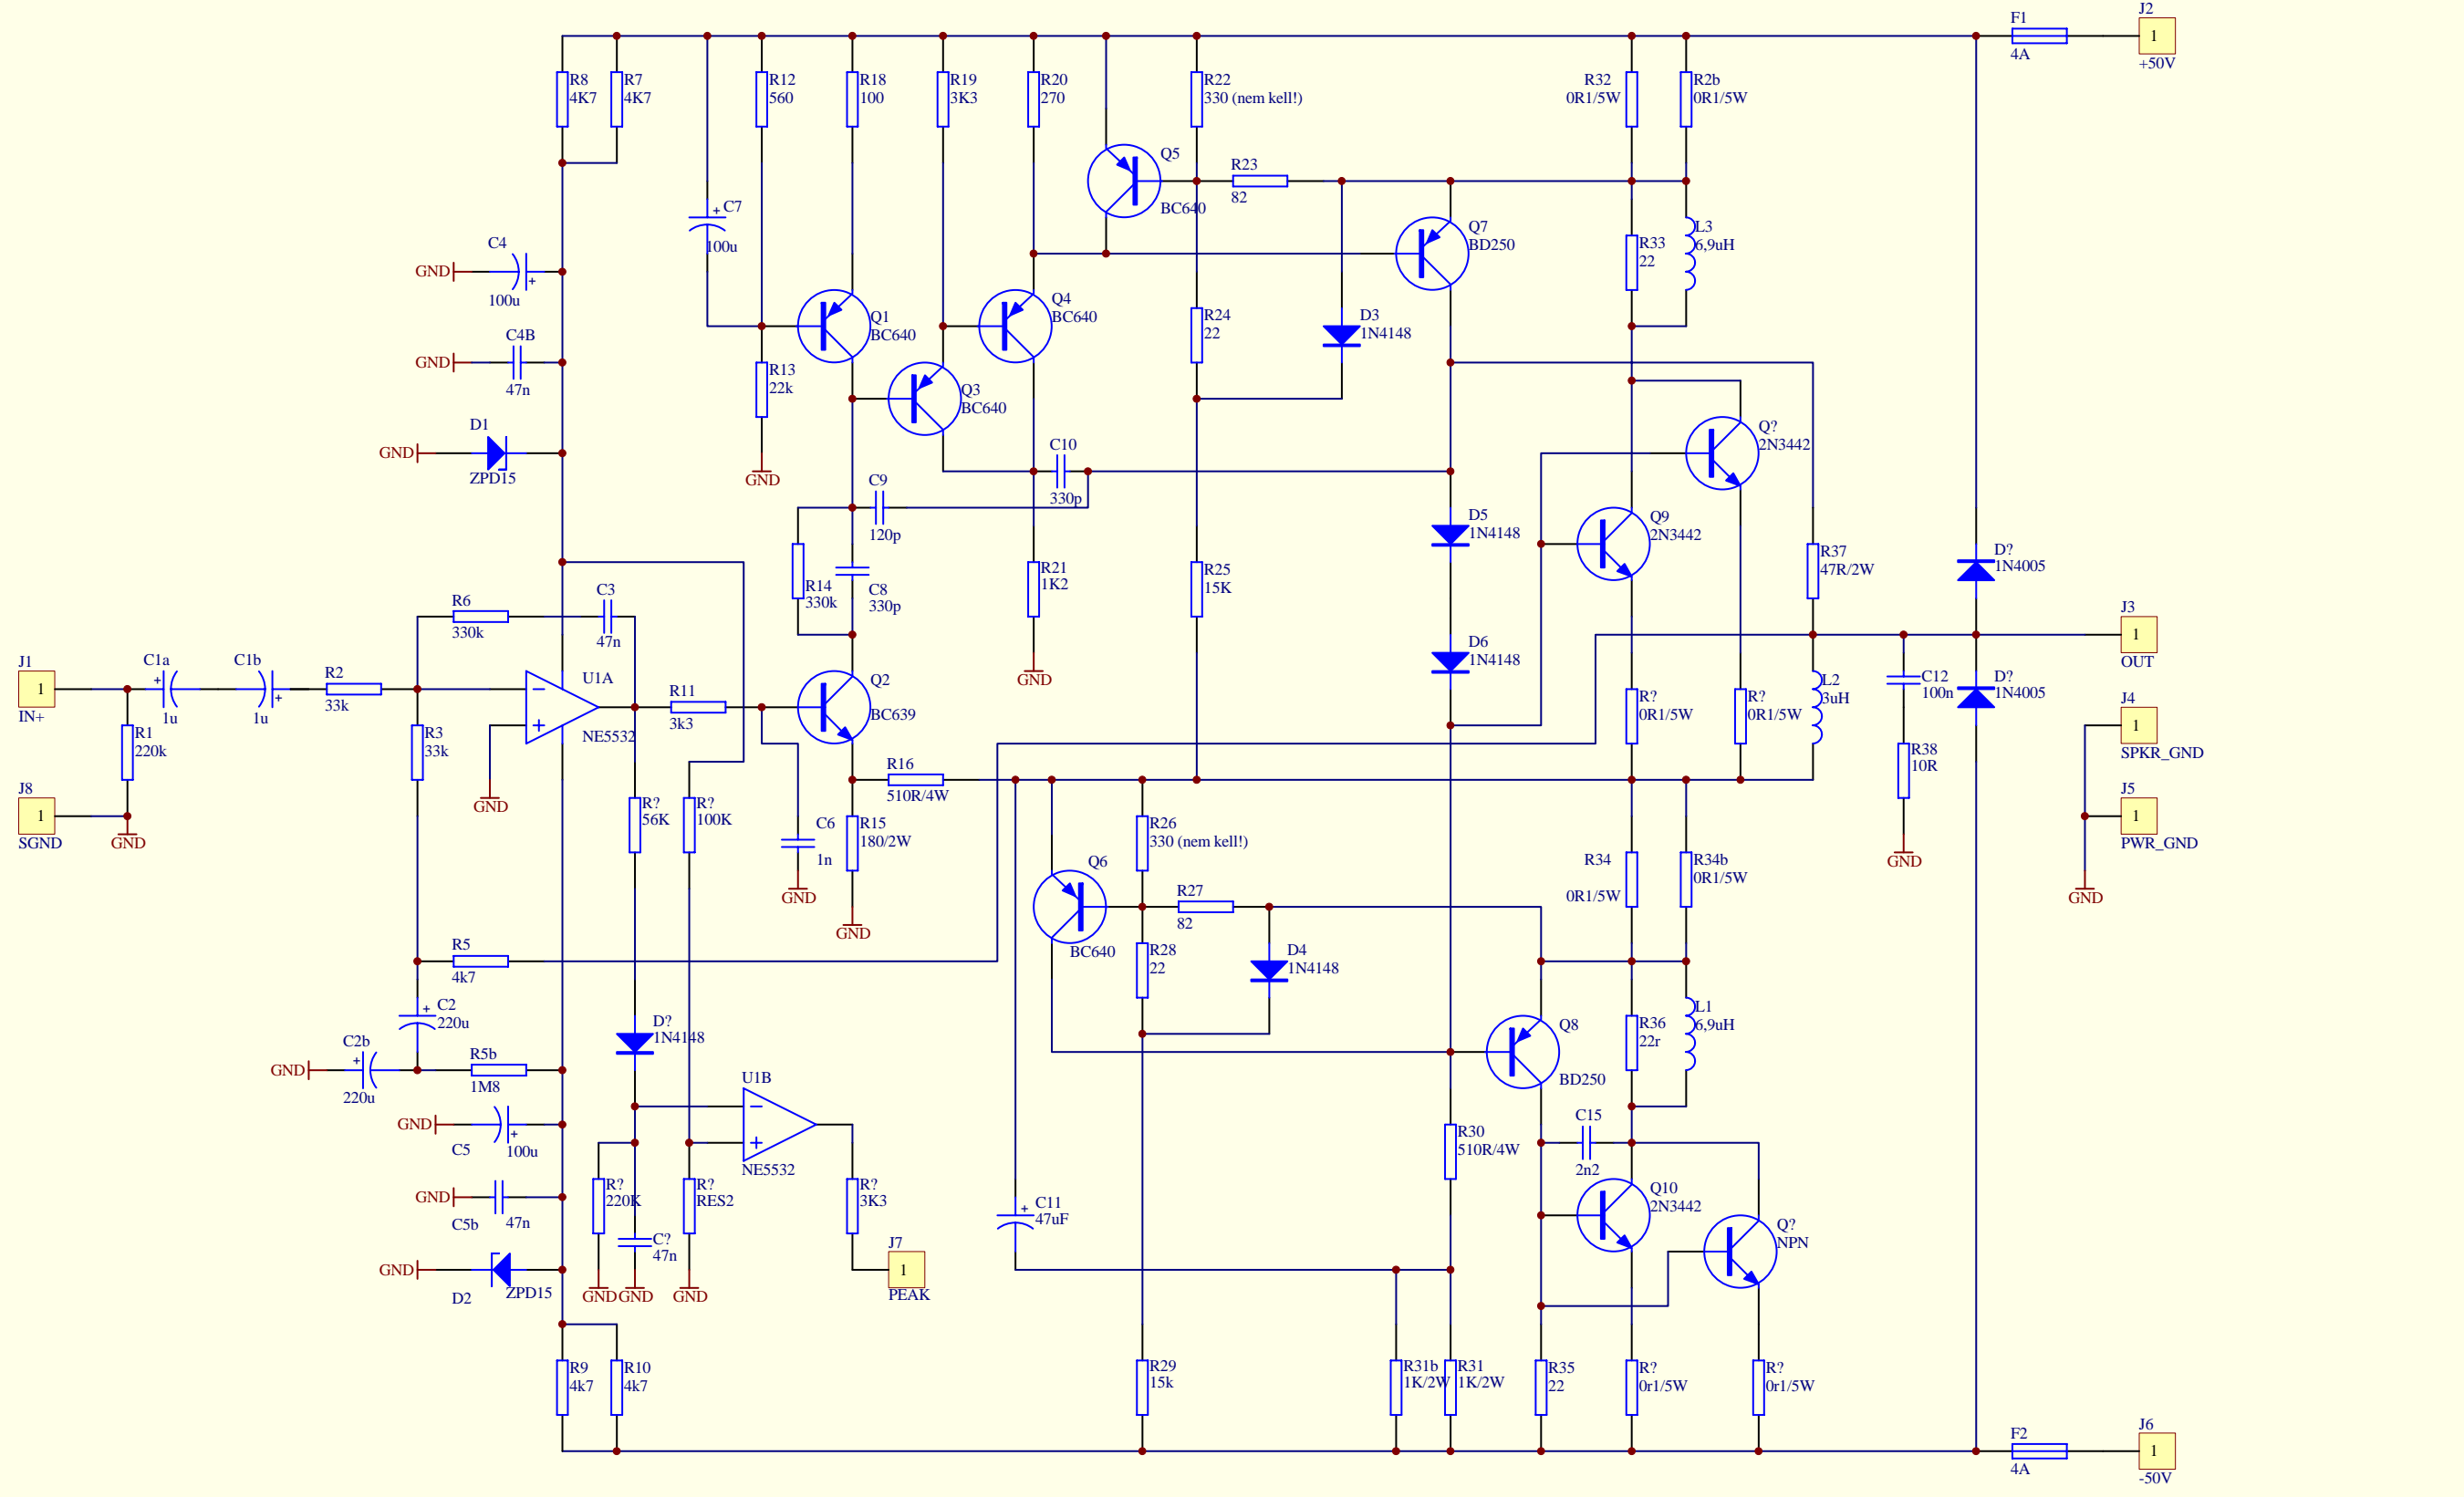 J2
1
+50V
F1
4A
R8
4K7
R7
4K7
R12
560
R18
100
R19
3K3
R20
270
R22
330 (nem kell!)
R32
0R1/5W
R2b
0R1/5W
Q5
BC640
R23
82
C7
+
100u
Q7
BD250
R33
22
L3
6,9uH
C4
GND
+
100u
Q1
BC640
Q4
BC640
R24
22
D3
1N4148
C4B
GND
47n
R13
22k
GND
Q3
BC640
D1
GND
ZPD15
C10
330p
C9
120p
Q?
2N3442
Q9
2N3442
D5
1N4148
R37
47R/2W
D?
1N4005
R14
330k
C8
330p
R21
1K2
GND
R25
15K
R6
330k
C3
47n
J3
1
OUT
D6
1N4148
J1
1
IN+
C1a
+
1u
C1b
+
1u
R2
33k
U1A
NE5532
R11
3k3
Q2
BC639
R?
0R1/5W
R?
0R1/5W
L2
3uH
C12
100n
D?
1N4005
J4
1
SPKR_GND
R1
220k
R3
33k
GND
R16
510R/4W
R38
10R
GND
J8
1
SGND
GND
J5
1
PWR_GND
GND
R?
56K
R?
100K
C6
1n
GND
R15
180/2W
GND
R26
330 (nem kell!)
R34
0R1/5W
R34b
0R1/5W
Q6
BC640
R27
82
R28
22
D4
1N4148
R5
4k7
C2
+
220u
C2b
GND
+
220u
R5b
1M8
D?
1N4148
Q8
BD250
R36
22r
L1
6,9uH
U1B
NE5532
C5
GND
+
100u
R30
510R/4W
C15
2n2
C5b
GND
47n
R?
220K
GND
C?
47n
GND
R?
RES2
GND
R?
3K3
C11
+
47uF
Q10
2N3442
Q?
NPN
J7
1
PEAK
D2
GND
ZPD15
R9
4k7
R10
4k7
R29
15k
R31b
1K/2W
R31
1K/2W
R35
22
R?
0r1/5W
R?
0r1/5W
F2
4A
J6
1
-50V